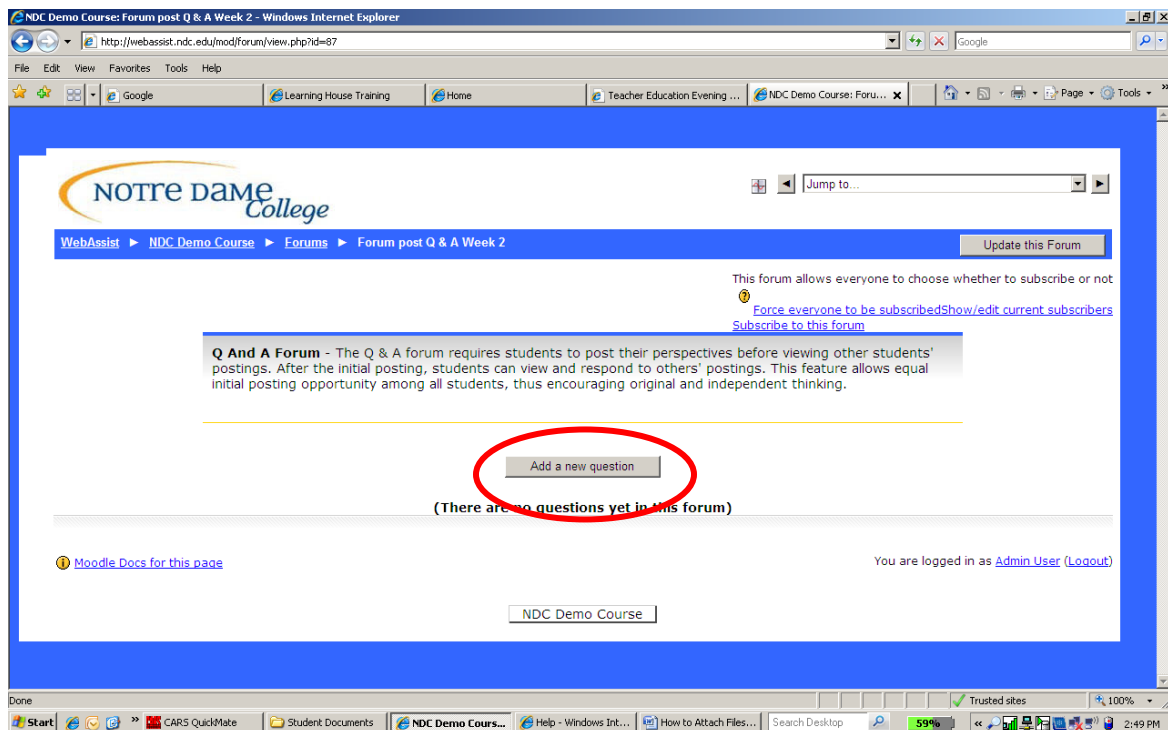 NDC Demo Course: Forum post Q & A Week 2 - Windows Internet Explorer
http://webassist.ndc.edu/mod/forum/view.php?id=87
Google
File Edit View Favorites Tools Help
Google
Learning House Training
Home
Teacher Education Evening ...
NDC Demo Course: Foru...
Page
Tools
NOTRE DAME
College
Jump to...
WebAssist ► NDC Demo Course ► Forums ► Forum post Q & A Week 2
Update this Forum
This forum allows everyone to choose whether to subscribe or not
Force everyone to be subscribedShow/edit current subscribers
Subscribe to this forum
Q And A Forum - The Q & A forum requires students to post their perspectives before viewing other students'
postings. After the initial posting, students can view and respond to others' postings. This feature allows equal
initial posting opportunity among all students, thus encouraging original and independent thinking.
Add a new question
(There are no questions yet in this forum)
Moodle Docs for this page
You are logged in as Admin User (Logout)
NDC Demo Course
Done
Trusted sites
100%
Start
CARS QuickMate
Student Documents
NDC Demo Cours...
Help - Windows Int...
How to Attach Files...
Search Desktop
59%
2:49 PM